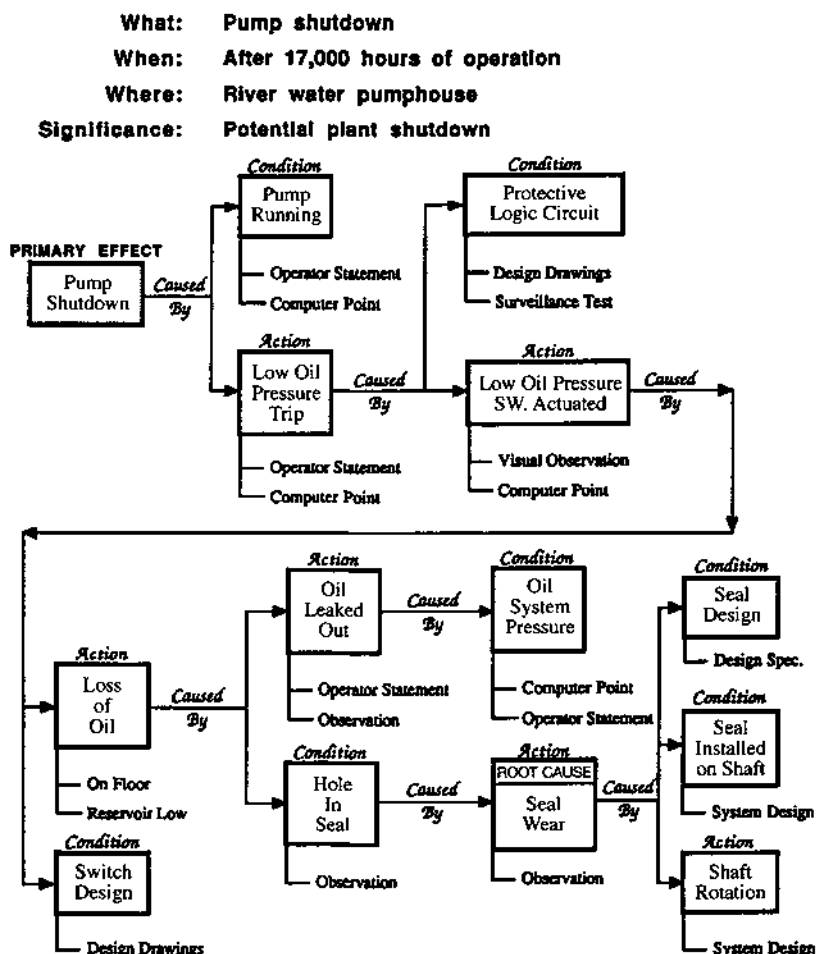 What: Pump shutdown
When: After 17,000 hours of operation
Where: River water pumphouse
Significance: Potential plant shutdown
Condition
Pump
Running
Operator Statement
Computer Point
Condition
Protective
Logic Circuit
Design Drawings
Surveillance Test
PRIMARY EFFECT
Pump
Shutdown
Caused
By
Action
Low Oil
Pressure
Trip
Operator Statement
Computer Point
Caused
By
Action
Low Oil Pressure
SW. Actuated
Visual Observation
Computer Point
Caused
By
Action
Loss
of
Oil
On Floor
Reservoir Low
Caused
By
Condition
Switch
Design
Design Drawings
Action
Oil
Leaked
Out
Operator Statement
Observation
Caused
By
Condition
Oil
System
Pressure
Computer Point
Operator Statement
Condition
Hole
In
Seal
Observation
Caused
By
Action
ROOT CAUSE
Seal
Wear
Observation
Caused
By
Condition
Seal
Design
Design Spec.
Condition
Seal
Installed
on Shaft
System Design
Action
Shaft
Rotation
System Design